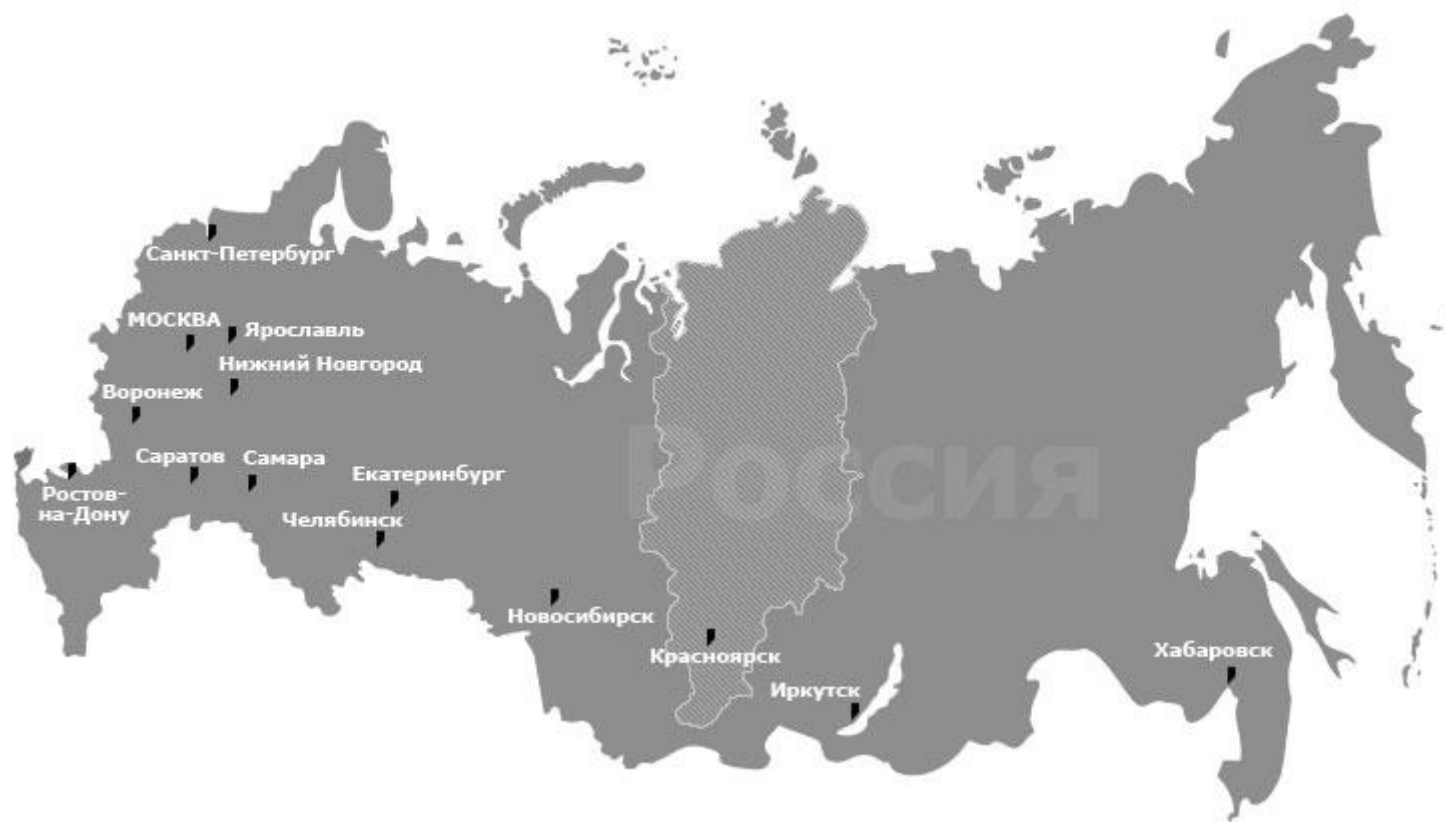 Санкт-Петербург
МОСКВА
Ярославль
Нижний Новгород
Воронеж
Саратов
Самара
Екатеринбург
Россия
Ростов-
на-Дону
Челябинск
Новосибирск
Красноярск
Хабаровск
Иркутск